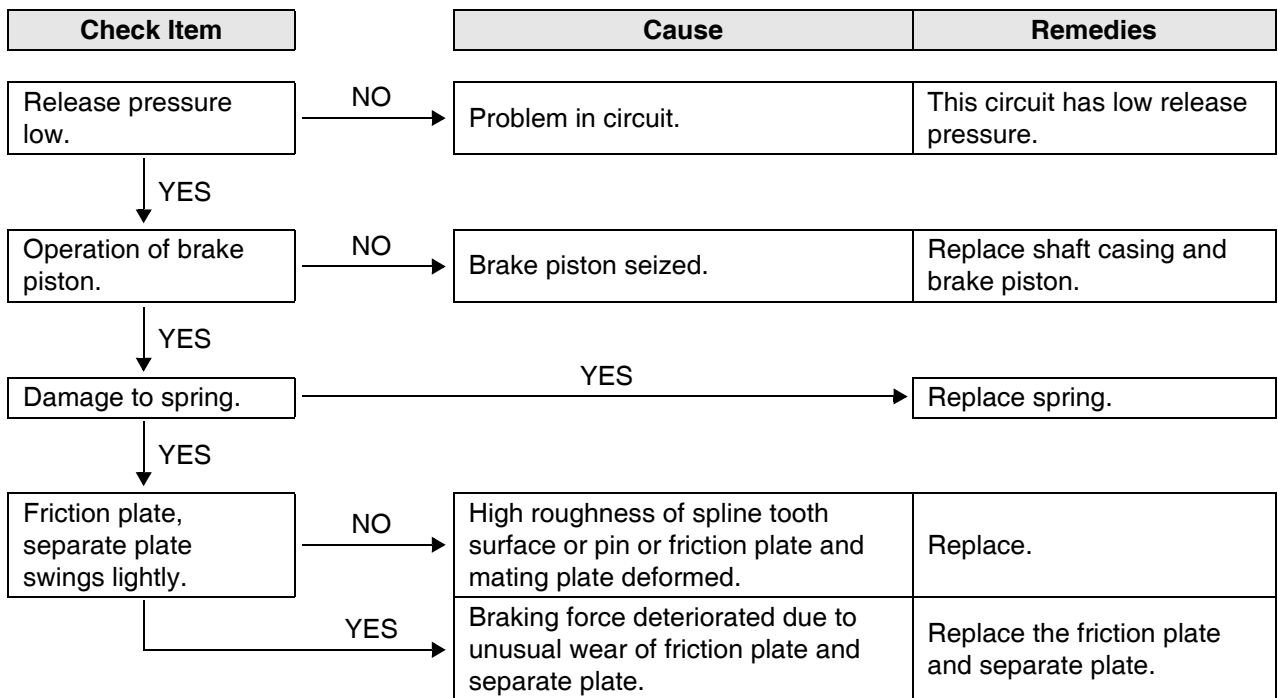 Check Item
Cause
Remedies
Release pressure
low.
NO
Problem in circuit.
This circuit has low release
pressure.
YES
Operation of brake
piston.
NO
Brake piston seized.
Replace shaft casing and
brake piston.
YES
Damage to spring.
YES
Replace spring.
YES
Friction plate,
separate plate
swings lightly.
NO
High roughness of spline tooth
surface or pin or friction plate and
mating plate deformed.
Replace.
YES
Braking force deteriorated due to
unusual wear of friction plate and
separate plate.
Replace the friction plate
and separate plate.